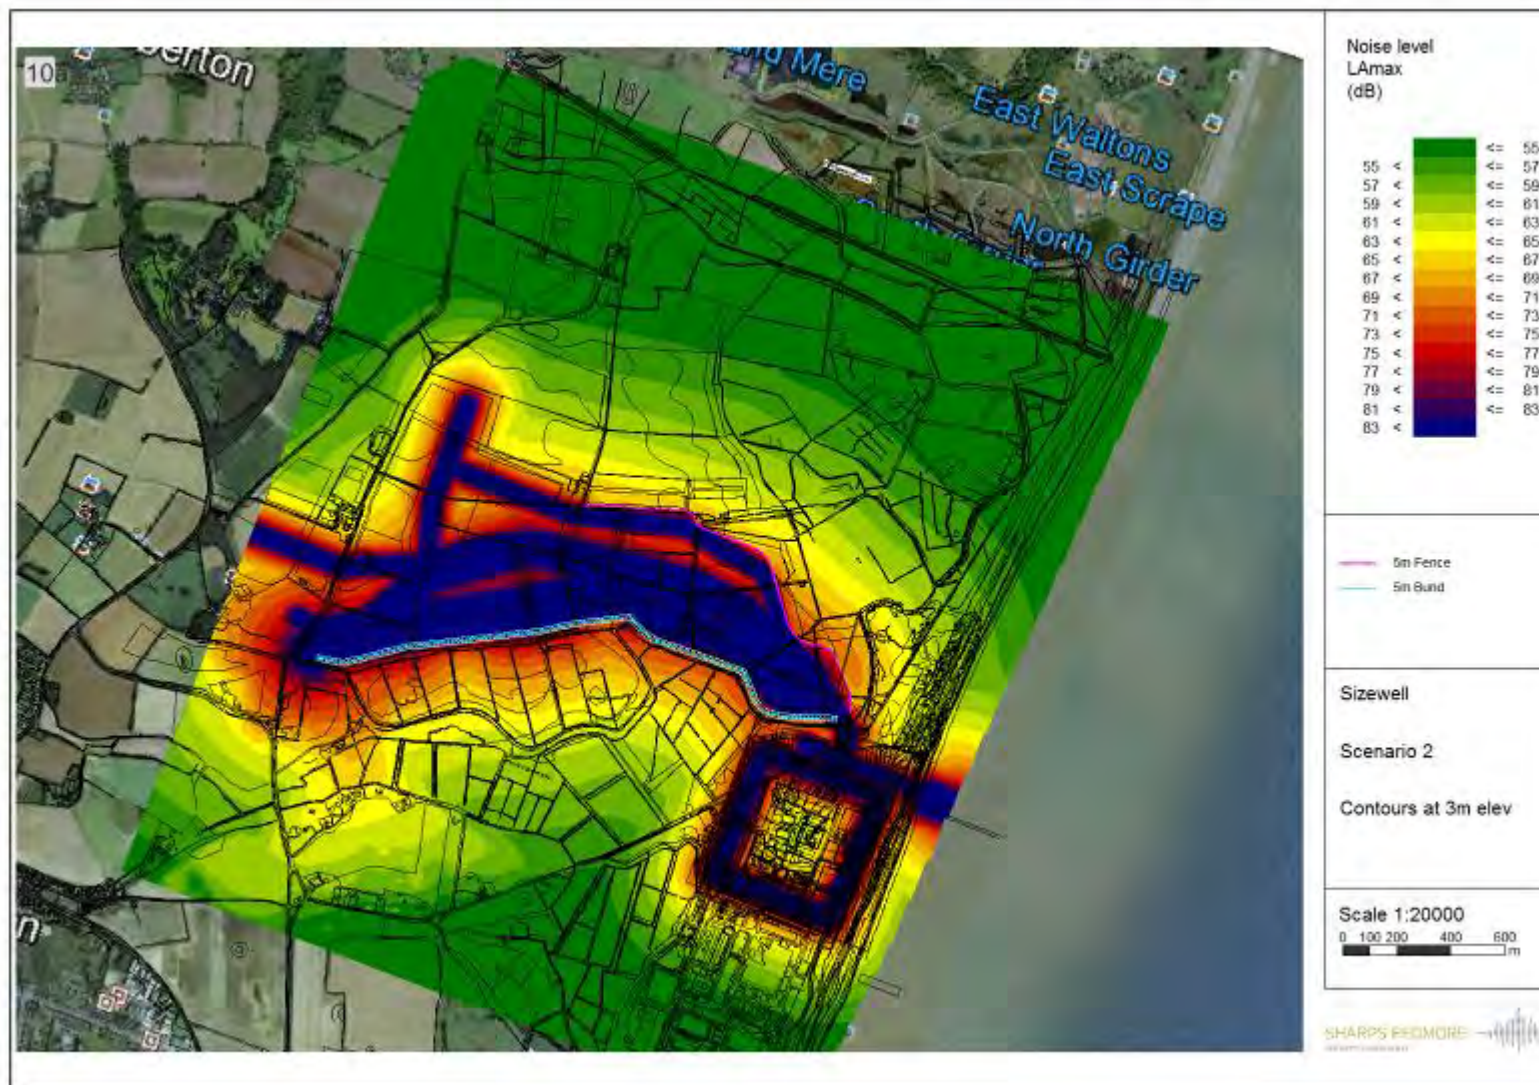 10a
berton
and Mere
East Waltons
East Scrape
North Girder
n
Noise level
LAmax
(dB)
<= 55
55 < <= 57
57 < <= 59
59 < <= 61
61 < <= 63
63 < <= 65
65 < <= 67
67 < <= 69
69 < <= 71
71 < <= 73
73 < <= 75
75 < <= 77
77 < <= 79
79 < <= 81
81 < <= 83
83 <
5m Fence
5m Bund
Sizewell
Scenario 2
Contours at 3m elev
Scale 1:20000
0 100 200 400 600
m
SHARPS REDMORE